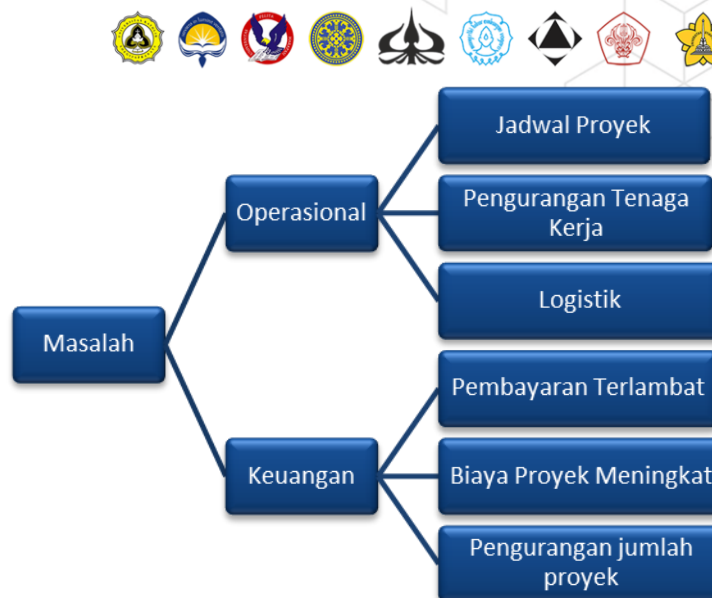 Jadwal Proyek
Operasional
Pengurangan Tenaga
Kerja
Logistik
Masalah
Pembayaran Terlambat
Keuangan
Biaya Proyek Meningkat
Pengurangan jumlah
proyek